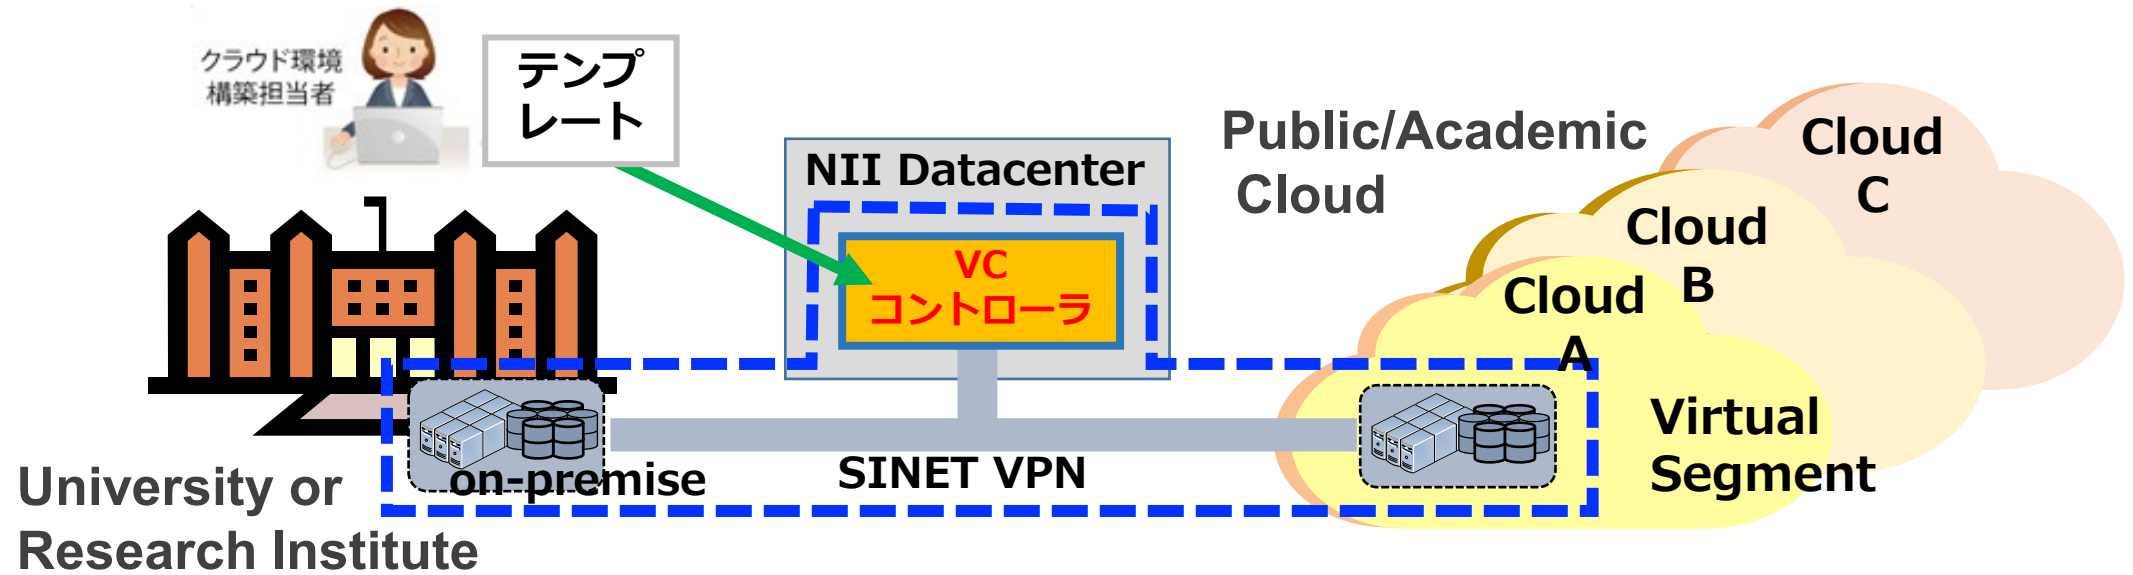 クラウド環境
構築担当者
テンプ
レート
NII Datacenter
VC
コントローラ
Public/Academic
Cloud
Cloud
C
Cloud
B
Cloud
A
Virtual
Segment
on-premise
SINET VPN
University or
Research Institute